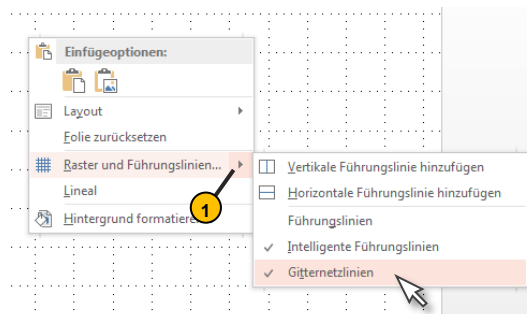 Einfügeoptionen:
Layout
Folie zurücksetzen
Raster und Führungslinien...
Lineal
1
Hintergrund formatiere
Vertikale Führungslinie hinzufügen
Horizontale Führungslinie hinzufügen
Führungslinien
Intelligente Führungslinien
Gitternetzlinien